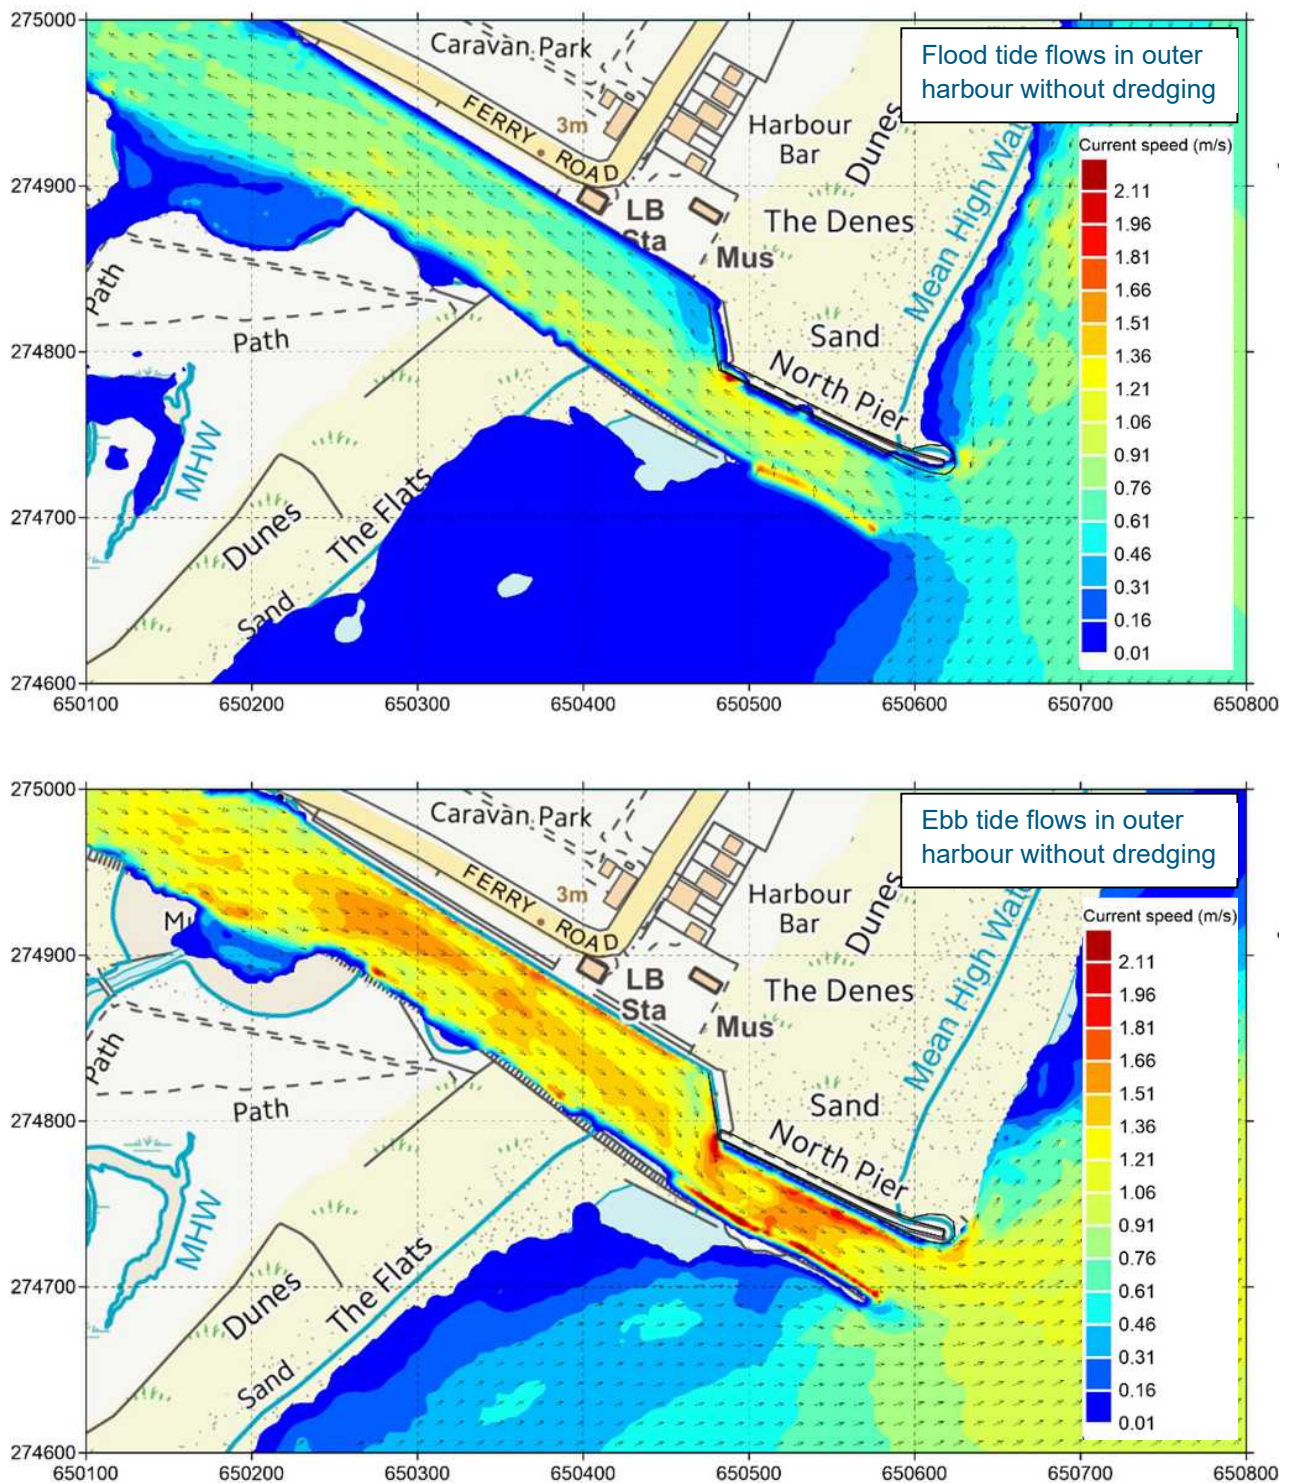 275000
274900
274800
274700
274600
650100
650200
650300
650400
650500
650600
650700
650800
Flood tide flows in outer
harbour without dredging
Current speed (m/s)
2.11
1.96
1.81
1.66
1.51
1.36
1.21
1.06
0.91
0.76
0.61
0.46
0.31
0.16
0.01
Caravan Park
FERRY ROAD
3m
Harbour
Bar
Dunes
The Denes
LB
Sta
Mus
Mean High Wat
Sand
North Pier
Path
Path
MHW
Dunes
The Flats
Sand
275000
274900
274800
274700
274600
650100
650200
650300
650400
650500
650600
650700
650800
Ebb tide flows in outer
harbour without dredging
Current speed (m/s)
2.11
1.96
1.81
1.66
1.51
1.36
1.21
1.06
0.91
0.76
0.61
0.46
0.31
0.16
0.01
Caravan Park
FERRY ROAD
3m
Harbour
Bar
Dunes
The Denes
LB
Sta
Mus
Mean High Wate
Sand
North Pier
Path
Path
MHW
Dunes
The Flats
Sand